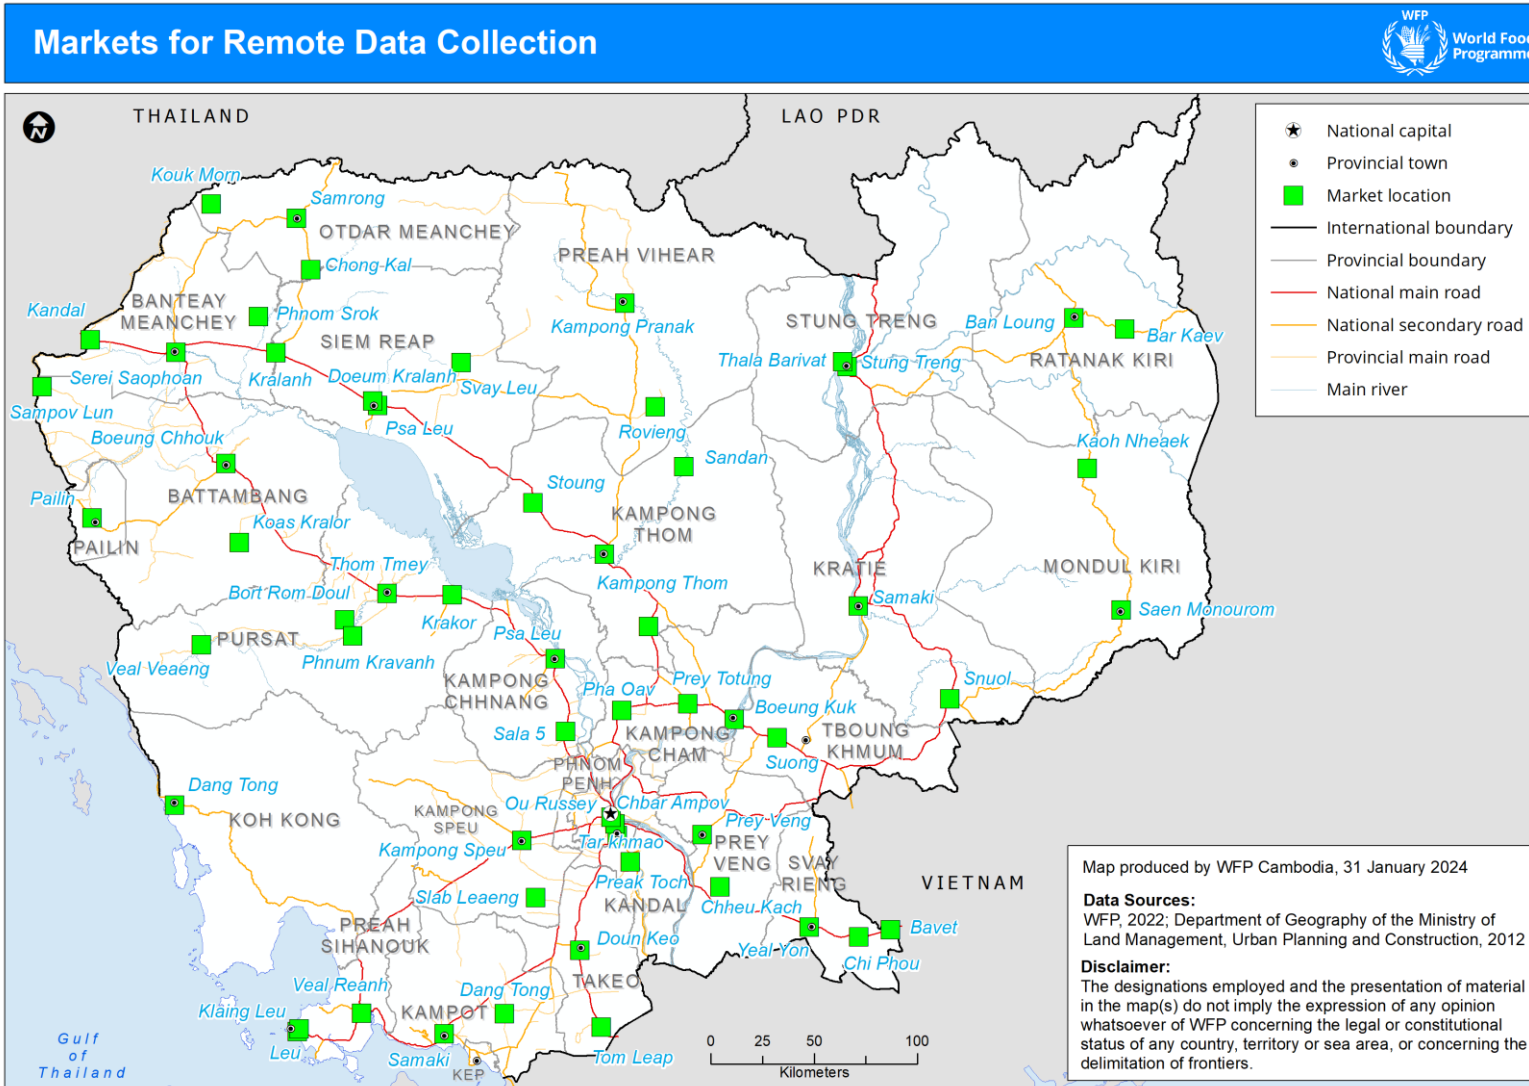 Markets for Remote Data Collection
WFP
World Food
Programme
THAILAND
LAO PDR
National capital
Provincial town
Market location
International boundary
Provincial boundary
National main road
National secondary road
Provincial main road
Main river
Kouk Morn
Samrong
OTDAR MEANCHEY
Chong Kal
PREAH VIHEAR
BANTEAY
MEANCHEY
Kandal
Phnom Srok
Kampong Pranak
STUNG TRENG
Ban Loung
Bar Kaev
SIEM REAP
RATANAK KIRI
Thala Barivat
Stung Treng
Serei Saophoan
Kralanh
Doeum Kralanh
Svay Leu
Sampov Lun
Psa Leu
Rovieng
Boeung Chhouk
Kaoh Nheaek
Sandan
Stoung
Pailin
BATTAMBANG
KAMPONG
THOM
Koas Kralor
PAILIN
Thom Tmey
KRATIE
MONDUL KIRI
Kampong Thom
Bort Rom Doul
Samaki
Saen Monourom
Krakor
Psa Leu
PURSAT
Veal Veaeng
Phnum Kravanh
KAMPONG
CHHNANG
Pha Oav
Prey Totung
Snuol
Boeung Kuk
Sala 5
KAMPONG
CHAM
TBOUNG
KHMUM
Suong
PHNOM
PENH
Dang Tong
KOH KONG
KAMPONG
SPEU
Ou Russey
Chbar Ampov
Prey Veng
Kampong Speu
Tar khmao
PREY
VENG
SVAY
RIENG
Preak Toch
Slab Leaeng
KANDAL
Chheu Kach
VIETNAM
PREAH
SIHANOUK
Doun Keo
Yeal Yon
Bavet
Chi Phou
TAKEO
Veal Reanh
Dang Tong
Klaing Leu
KAMPOT
Leu
Samaki
KEP
Tom Leap
Gulf
of
Thailand
0 25 50 100
Kilometers
Map produced by WFP Cambodia, 31 January 2024
Data Sources:
WFP, 2022; Department of Geography of the Ministry of
Land Management, Urban Planning and Construction, 2012
Disclaimer:
The designations employed and the presentation of material
in the map(s) do not imply the expression of any opinion
whatsoever of WFP concerning the legal or constitutional
status of any country, territory or sea area, or concerning the
delimitation of frontiers.